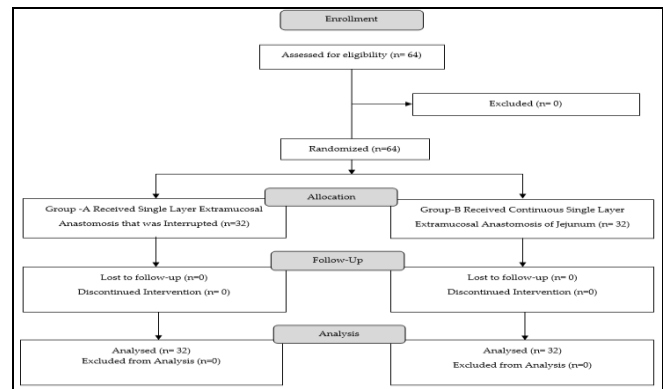 Enrollment
Assessed for eligibility (n= 64)
Excluded (n= 0)
Randomized (n=64)
Allocation
Group -A Received Single Layer Extramucosal
Anastomosis that was Interrupted (n=32)
Group-B Received Continuous Single Layer
Extramucosal Anastomosis of Jejunum (n= 32)
Follow-Up
Lost to follow-up (n=0)
Discontinued Intervention (n= 0)
Lost to follow-up (n= 0)
Discontinued Intervention (n=0)
Analysis
Analysed (n= 32)
Excluded from Analysis (n=0)
Analysed (n= 32)
Excluded from Analysis (n=0)